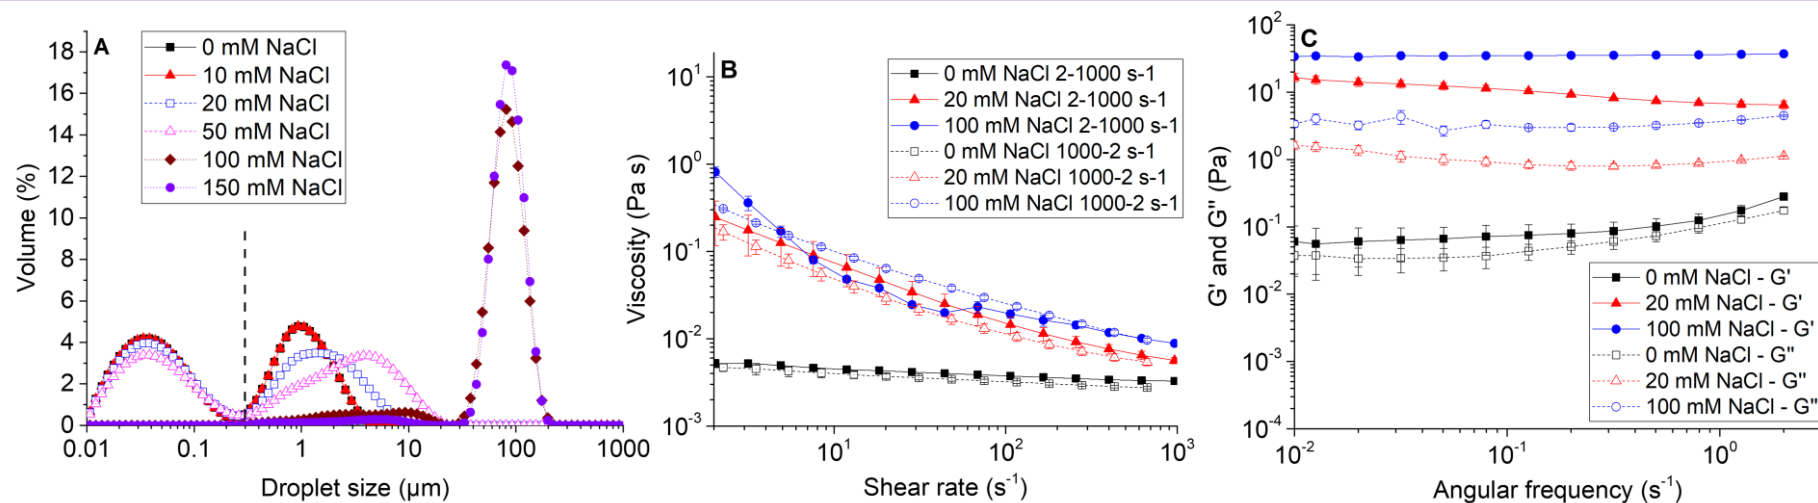 A
0 mM NaCl
10 mM NaCl
20 mM NaCl
50 mM NaCl
100 mM NaCl
150 mM NaCl
Volume (%)
18
16
14
12
10
8
6
4
2
0
0.01 0.1 1 10 100 1000
Droplet size (µm)
B
0 mM NaCl 2-1000 s-1
20 mM NaCl 2-1000 s-1
100 mM NaCl 2-1000 s-1
0 mM NaCl 1000-2 s-1
20 mM NaCl 1000-2 s-1
100 mM NaCl 1000-2 s-1
Viscosity (Pa s)
10¹
10⁰
10⁻¹
10⁻²
10⁻³
10¹ 10² 10³
Shear rate (s⁻¹)
C
G' and G'' (Pa)
10²
10¹
10⁰
10⁻¹
10⁻²
10⁻³
10⁻⁴
0 mM NaCl - G'
20 mM NaCl - G'
100 mM NaCl - G'
0 mM NaCl - G''
20 mM NaCl - G''
100 mM NaCl - G''
10⁻² 10⁻¹ 10⁰
Angular frequency (s⁻¹)